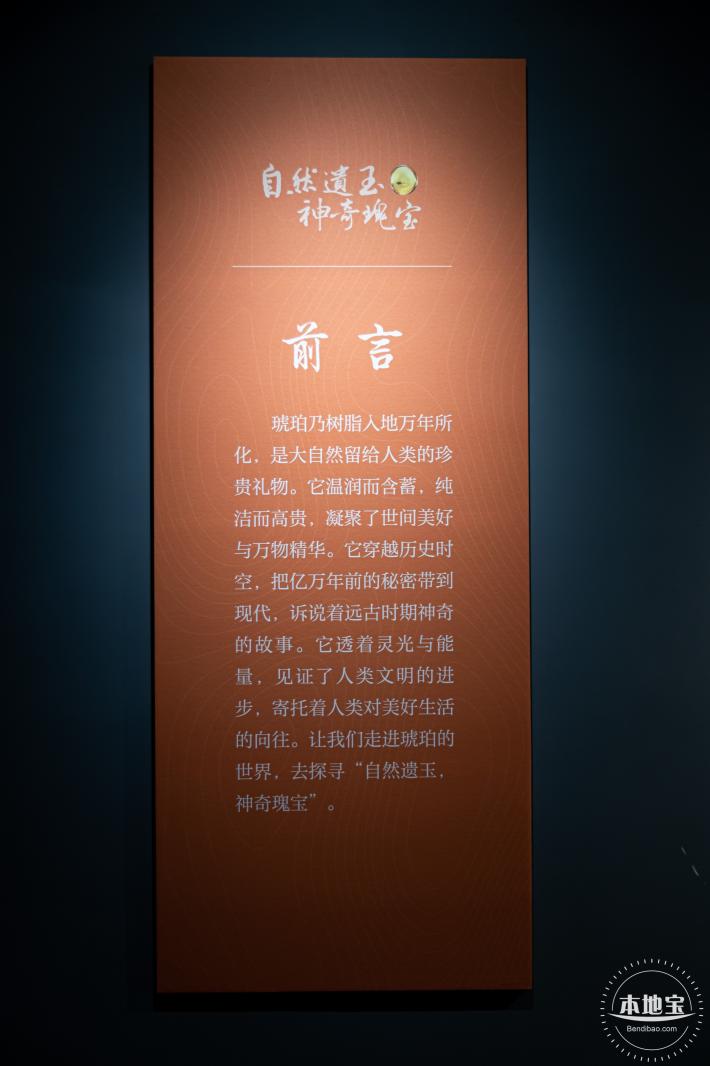 自然遺玉
神奇瑰宝
前言
琥珀乃树脂入地万年所
化，是大自然留给人类的珍
贵礼物。它温润而含蓄，纯
洁而高贵，凝聚了世间美好
与万物精华。它穿越历史时
空，把亿万年前的秘密带到
现代，诉说着远古时期神奇
的故事。它透着灵光与能
量，见证了人类文明的进
步，寄托着人类对美好生活
的向往。让我们走进琥珀的
世界，去探寻“自然遗玉，
神奇瑰宝”。
本地宝
Bendibao.com